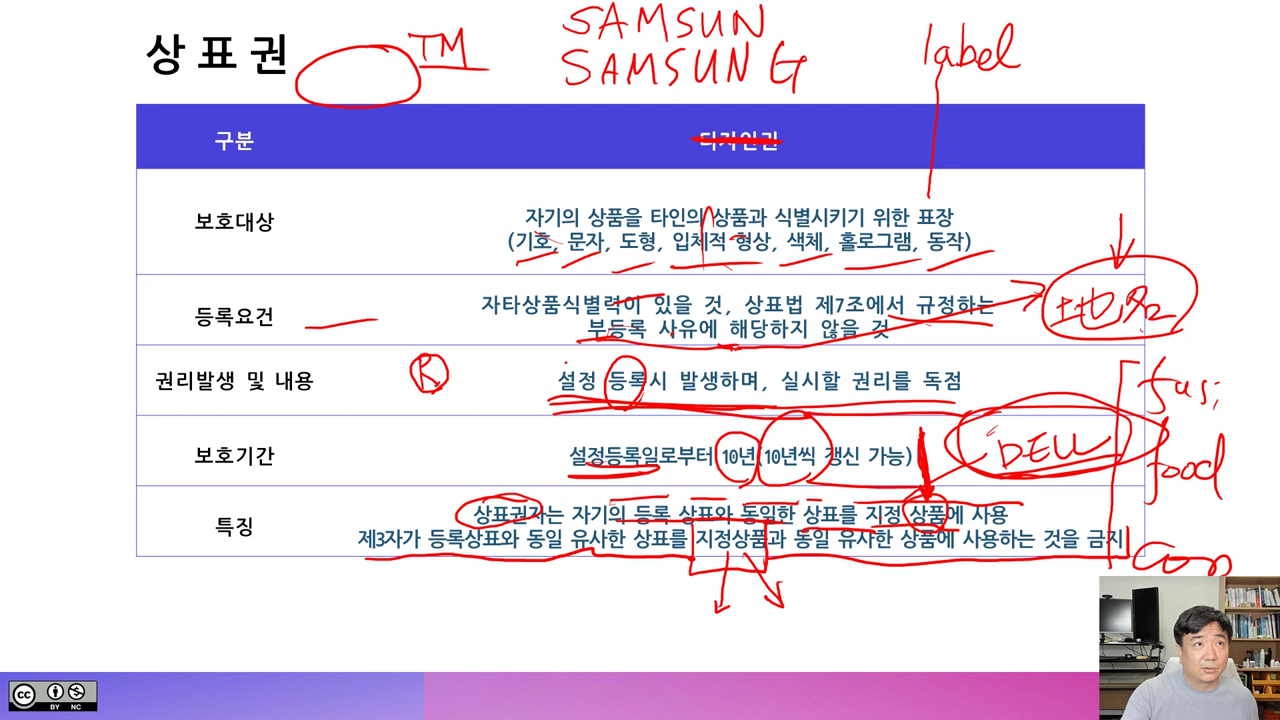 상표권
TM
SAMSUN
SAMSUNG
label
구분
디자인권
보호대상
자기의 상품을 타인의 상품과 식별시키기 위한 표장
(기호, 문자, 도형, 입체적 형상, 색체, 홀로그램, 동작)
등록요건
자타상품식별력이 있을 것, 상표법 제7조에서 규정하는
부등록 사유에 해당하지 않을 것
권리발생 및 내용
R
설정 등록시 발생하며, 실시할 권리를 독점
보호기간
설정등록일로부터 10년(10년씩 갱신 가능)
DELL
food
특징
상표권자는 자기의 등록 상표와 동일한 상표를 지정 상품에 사용
제3자가 등록상표와 동일 유사한 상표를 지정상품과 동일 유사한 상품에 사용하는 것을 금지
com
cc
BY NC